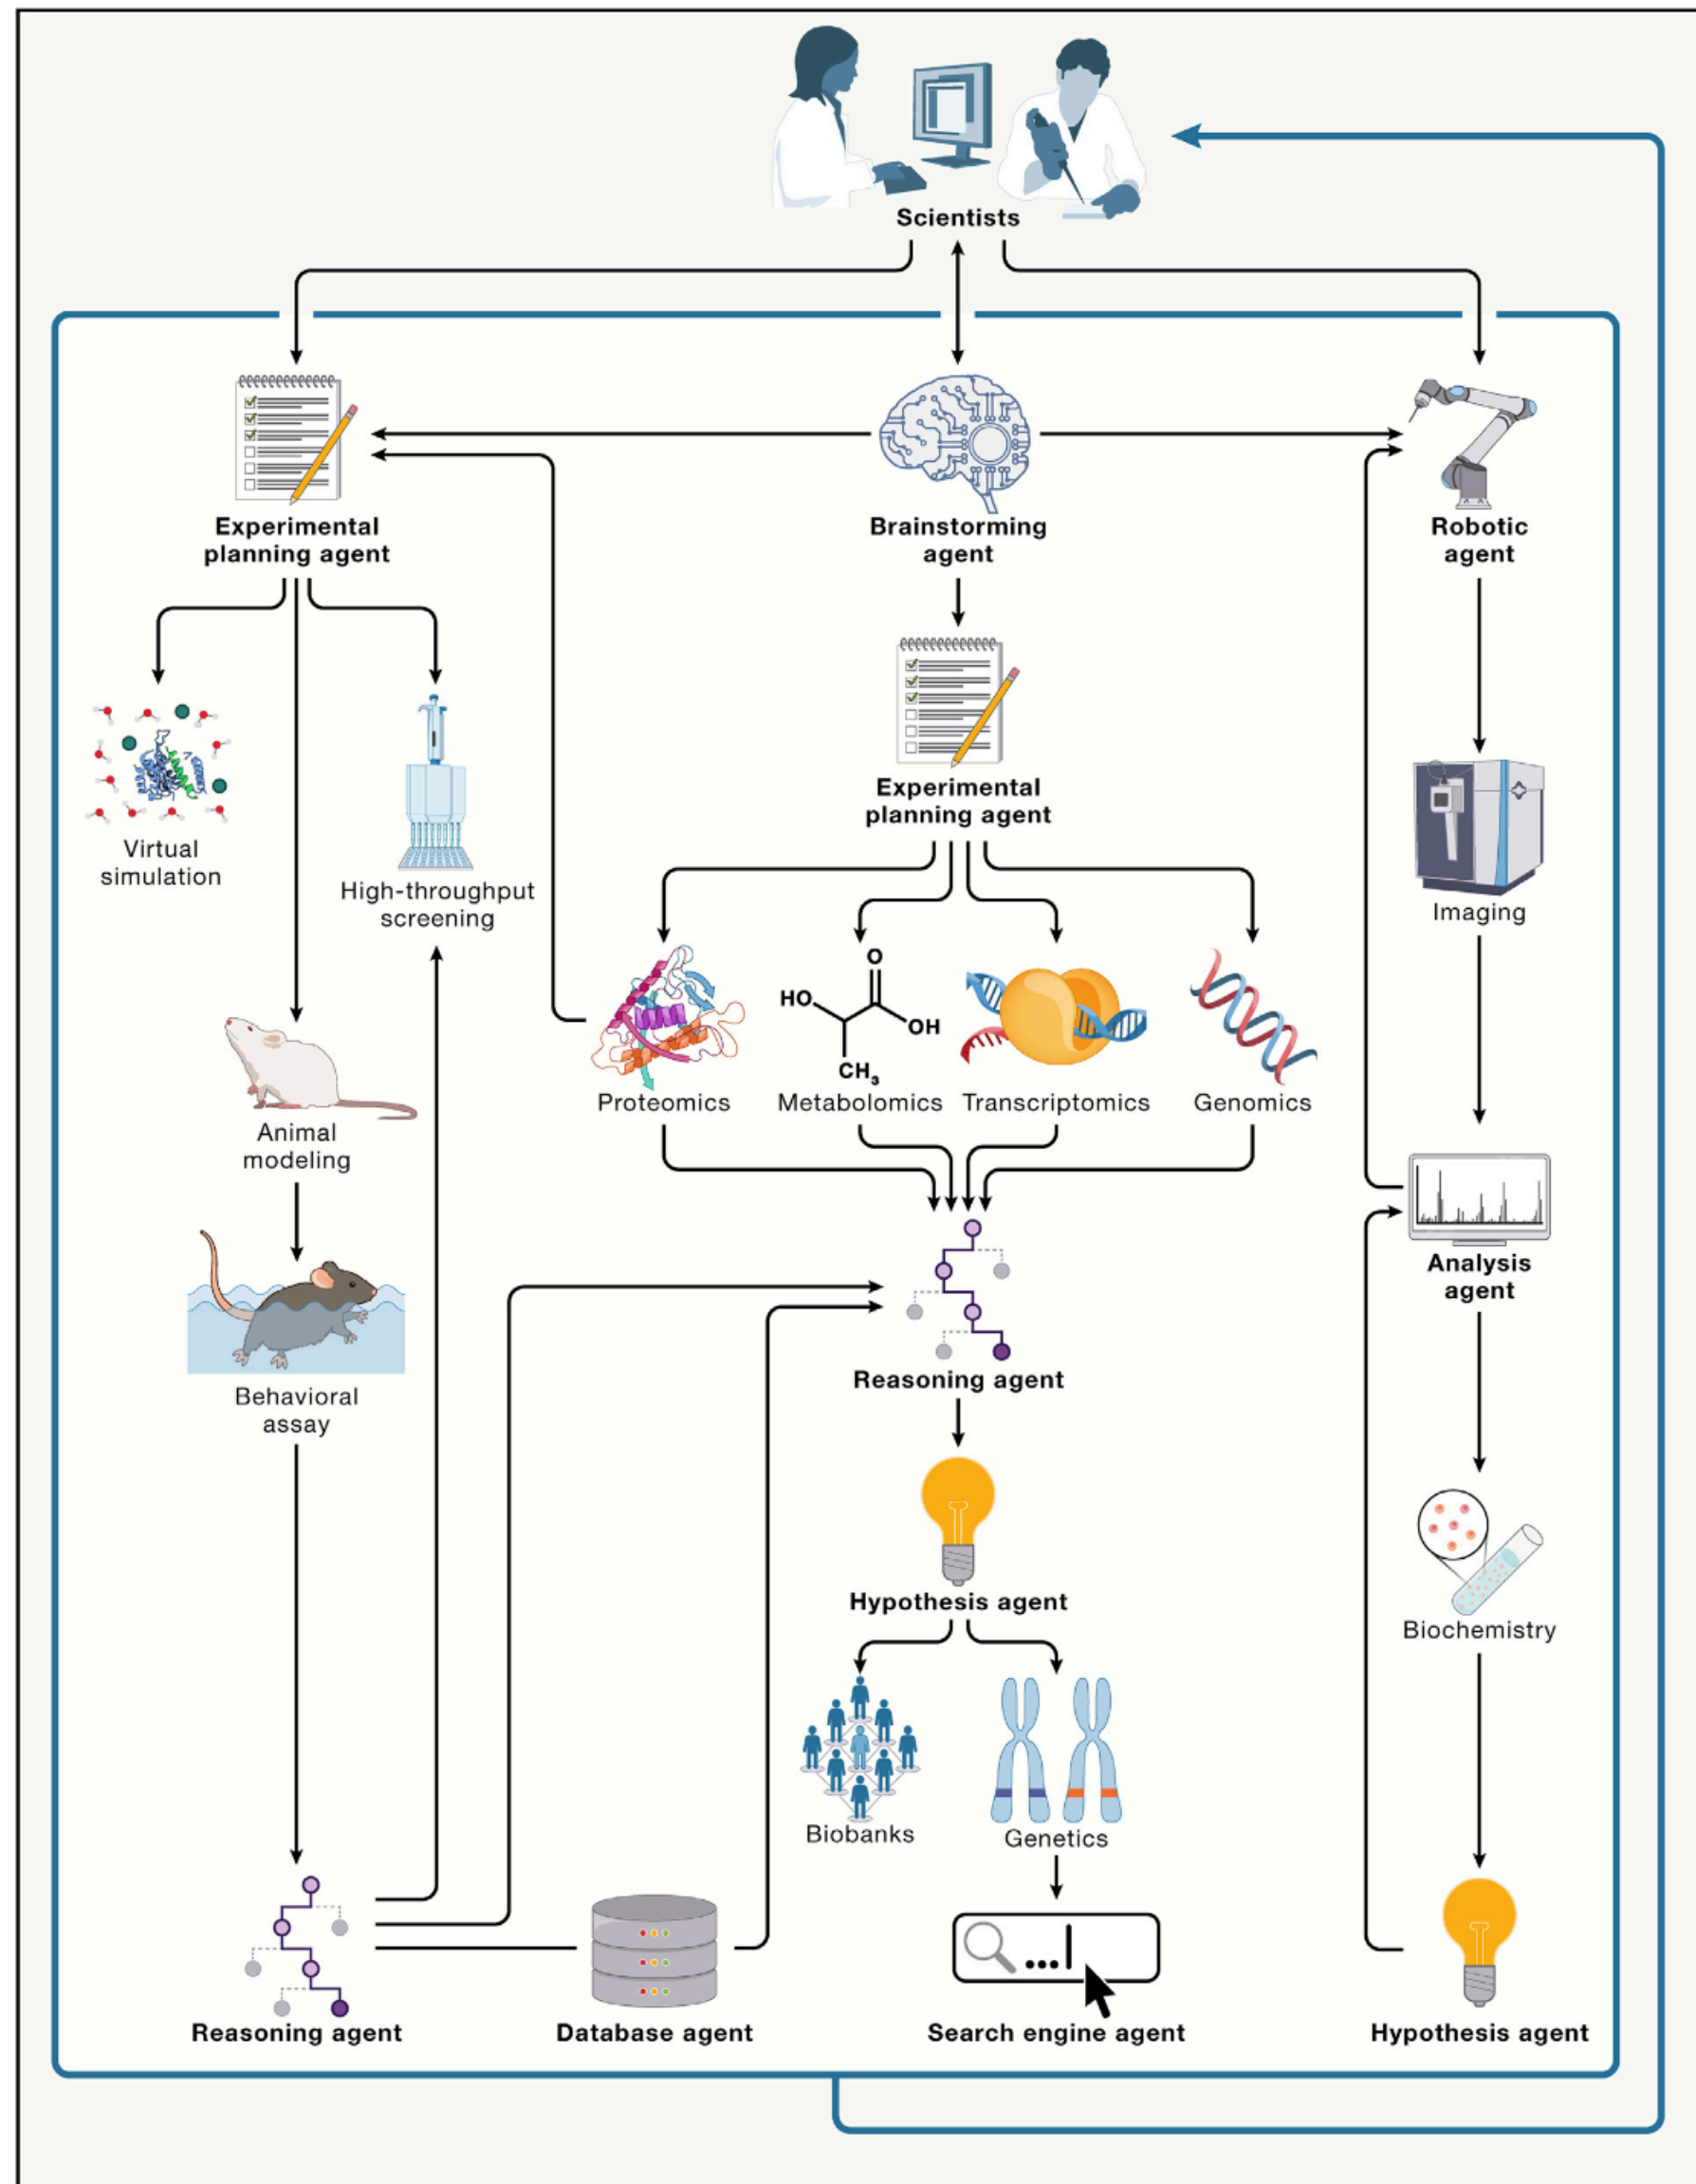 Scientists
Experimental
planning agent
Brainstorming
agent
Robotic
agent
Experimental
planning agent
Virtual
simulation
High-throughput
screening
Imaging
O
HO
OH
CH₃
Proteomics
Metabolomics
Transcriptomics
Genomics
Animal
modeling
Analysis
agent
Reasoning agent
Behavioral
assay
Hypothesis agent
Biochemistry
Biobanks
Genetics
...|
Reasoning agent
Database agent
Search engine agent
Hypothesis agent